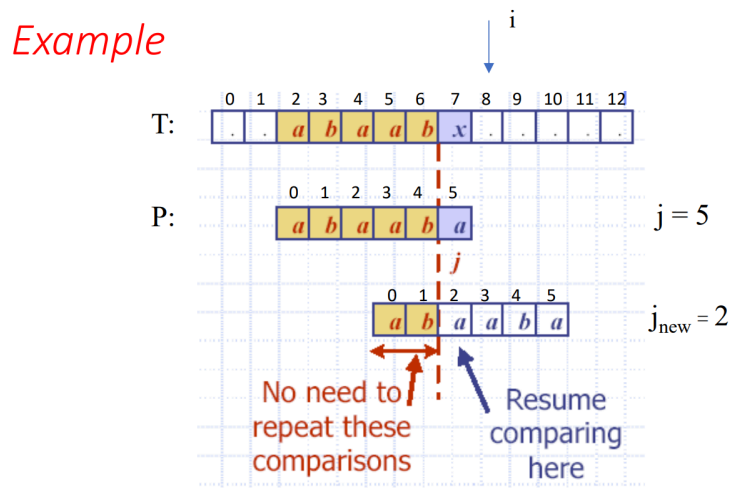 Example
i
0 1 2 3 4 5 6 7 8 9 10 11 12
T: . . a b a a b x . . . . .
0 1 2 3 4 5
P: a b a a b a j = 5
j
0 1 2 3 4 5
a b a a b a jnew = 2
No need to
repeat these
comparisons
Resume
comparing
here